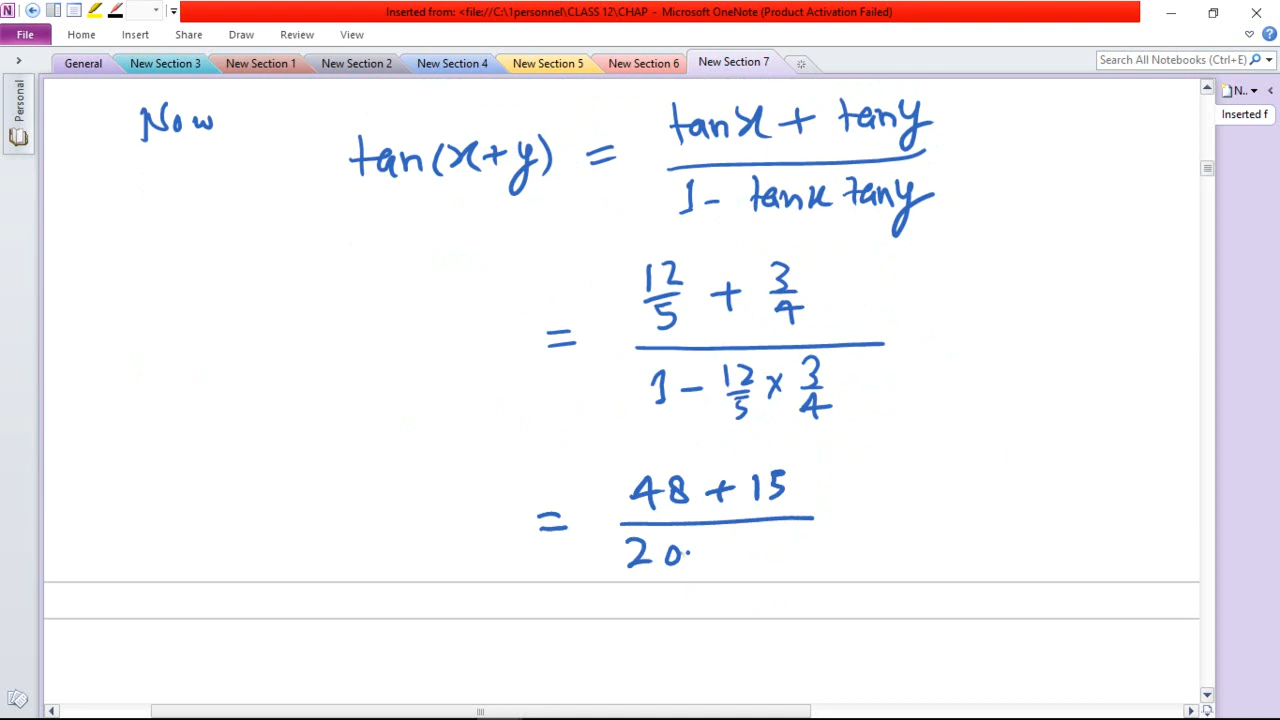 Inserted from: <file://C:\1personnel\CLASS 12\CHAP - Microsoft OneNote (Product Activation Failed)
File Home Insert Share Draw Review View
General New Section 3 New Section 1 New Section 2 New Section 4 New Section 5 New Section 6 New Section 7 Search All Notebooks (Ctrl+E)
Personal
N..
Inserted f
Now
tan(x+y) = (tanx + tany) / (1 - tanx tany)
= (12/5 + 3/4) / (1 - 12/5 × 3/4)
= (48 + 15) / 20